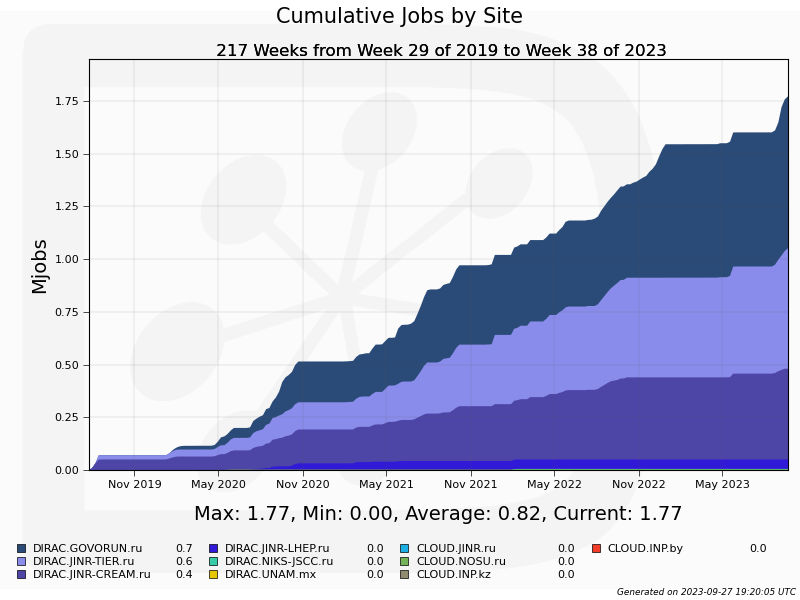 Cumulative Jobs by Site
217 Weeks from Week 29 of 2019 to Week 38 of 2023
Mjobs
1.75
1.50
1.25
1.00
0.75
0.50
0.25
0.00
Nov 2019 May 2020 Nov 2020 May 2021 Nov 2021 May 2022 Nov 2022 May 2023
Max: 1.77, Min: 0.00, Average: 0.82, Current: 1.77
DIRAC.GOVORUN.ru 0.7 DIRAC.JINR-LHEP.ru 0.0 CLOUD.JINR.ru 0.0 CLOUD.INP.by 0.0
DIRAC.JINR-TIER.ru 0.6 DIRAC.NIKS-JSCC.ru 0.0 CLOUD.NOSU.ru 0.0
DIRAC.JINR-CREAM.ru 0.4 DIRAC.UNAM.mx 0.0 CLOUD.INP.kz 0.0
Generated on 2023-09-27 19:20:05 UTC